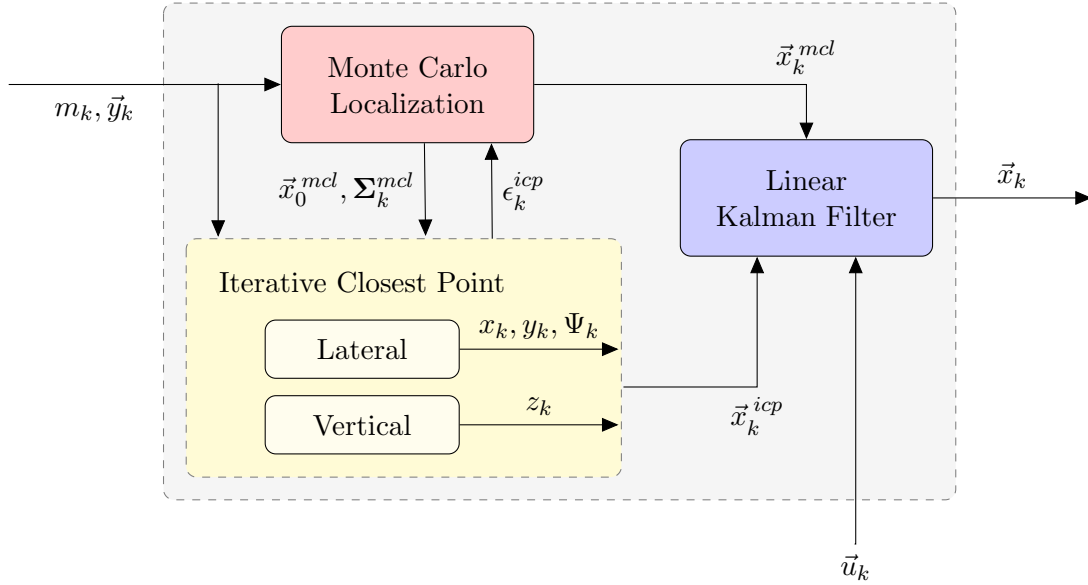 Monte Carlo
Localization
$\vec{x}_k^{\,mcl}$
$m_k, \vec{y}_k$
$\vec{x}_0^{\,mcl}, \mathbf{\Sigma}_k^{mcl}$
$\epsilon_k^{icp}$
Linear
Kalman Filter
$\vec{x}_k$
Iterative Closest Point
Lateral
$x_k, y_k, \Psi_k$
Vertical
$z_k$
$\vec{x}_k^{\,icp}$
$\vec{u}_k$